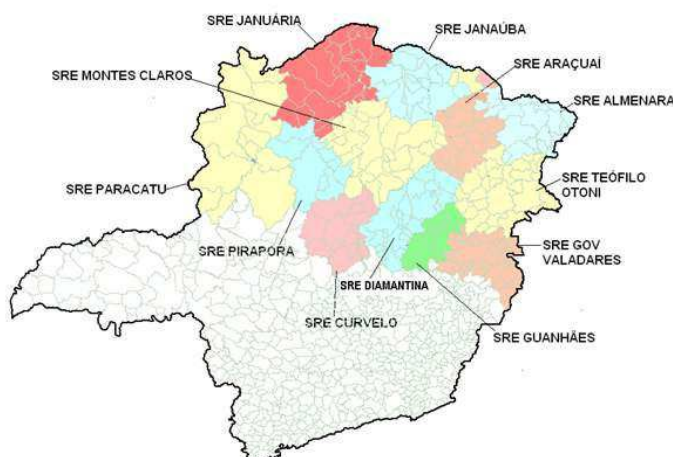 SRE JANUÁRIA
SRE JANAÚBA
SRE ARAÇUAÍ
SRE MONTES CLAROS
SRE ALMENARA
SRE TEÓFILO
OTONI
SRE PARACATU
SRE PIRAPORA
SRE GOV
VALADARES
SRE DIAMANTINA
SRE CURVELO
SRE GUANHÃES